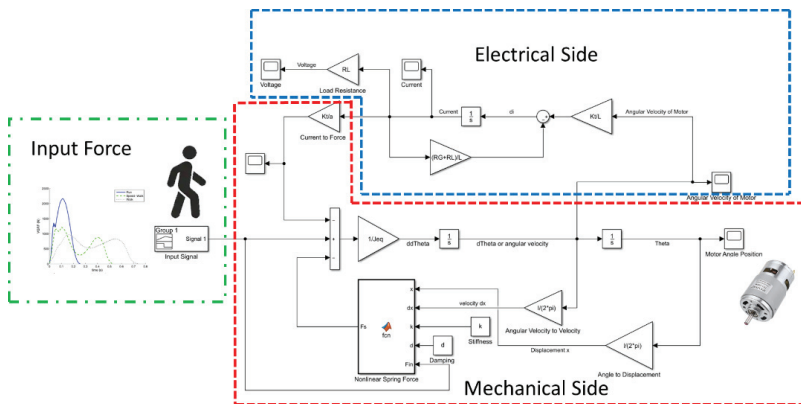 Electrical Side
Voltage
RL
Load Resistance
Voltage
Current
Kt/a
Current to Force
Current
1
s
di
Kt/L
Angular Velocity of Motor
(RG+RL)/L
Angular Velocity of Motor
Input Force
Group 1
Signal 1
Input Signal
1/Jeq
ddTheta
1
s
dTheta or angular velocity
1
s
Theta
Motor Angle Position
Fs
fcn
x
dx
k
d
Fin
Nonlinear Spring Force
velocity dx
l/(2*pi)
Angular Velocity to Velocity
k
Stiffness
d
Damping
Displacement x
l/(2*pi)
Angle to Displacement
Mechanical Side